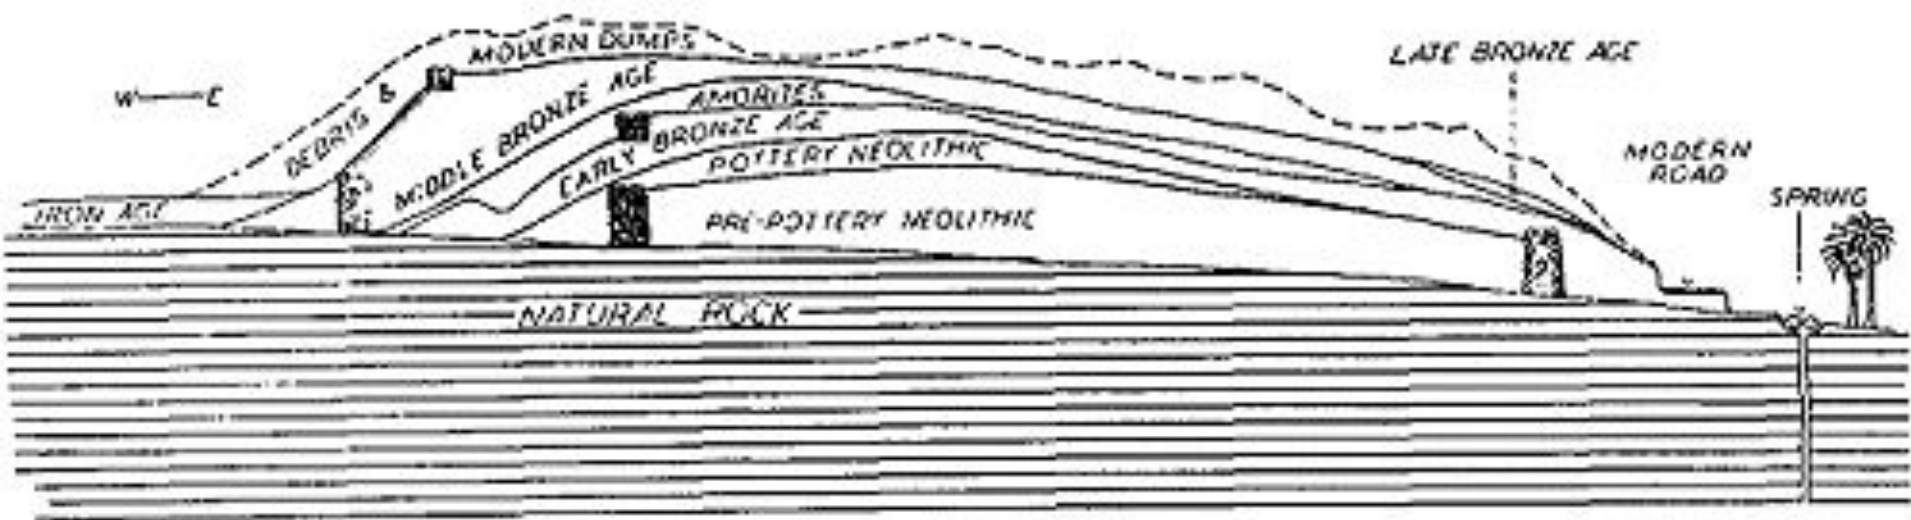 W E
DEBRIS & MODERN DUMPS
LATE BRONZE AGE
MIDDLE BRONZE AGE
AMORITES
EARLY BRONZE AGE
POTTERY NEOLITHIC
PRE-POTTERY NEOLITHIC
MODERN
ROAD
SPRING
IRON AGE
?
NATURAL ROCK